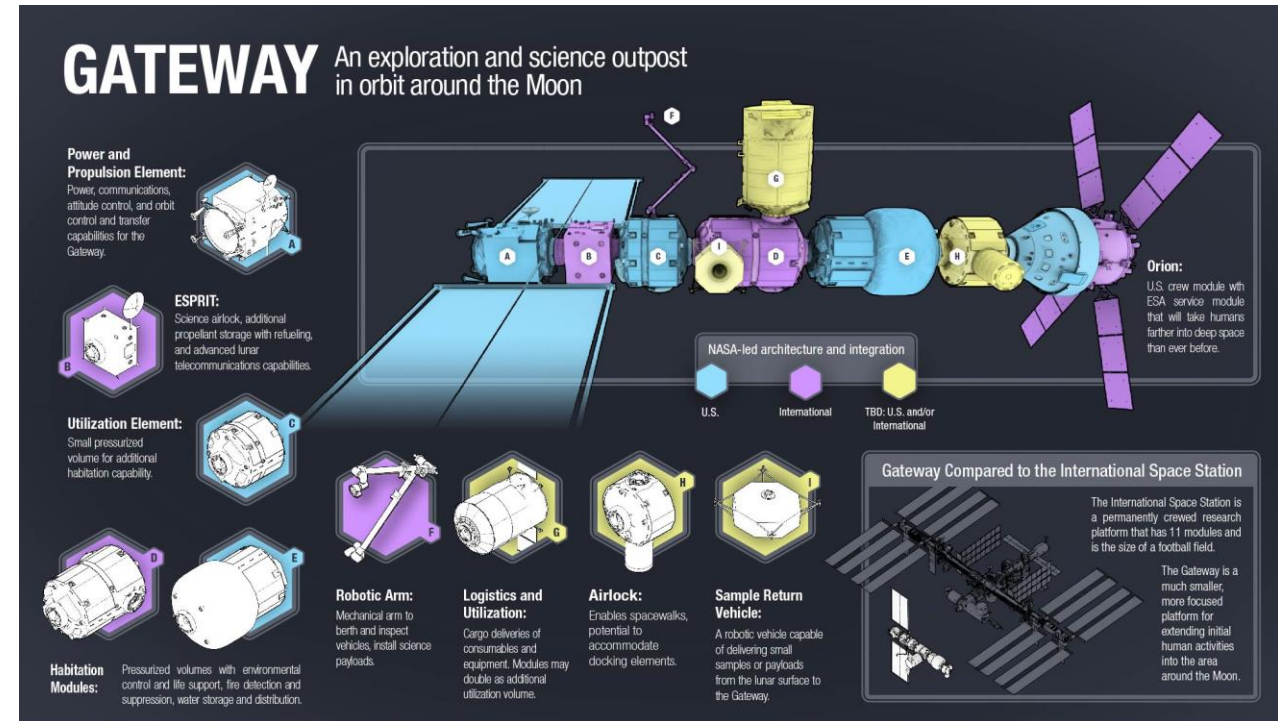 GATEWAY
An exploration and science outpost
in orbit around the Moon
Power and
Propulsion Element:
Power, communications,
attitude control, and orbit
control and transfer
capabilities for the
Gateway.
A
ESPRIT:
Science airlock, additional
propellant storage with refueling,
and advanced lunar
telecommunications capabilities.
B
Utilization Element:
Small pressurized
volume for additional
habitation capability.
C
D
E
Habitation
Modules:
Pressurized volumes with environmental
control and life support, fire detection and
suppression, water storage and distribution.
F
G
A
B
C
I
D
E
H
Orion:
U.S. crew module wth
ESA service module
that will take humans
farther into deep space
than ever before.
NASA-led architecture and integration
U.S.
International
TBD: U.S. and/or
International
F
Robotic Arm:
Mechanical arm to
berth and inspect
vehicles, install science
payloads.
G
Logistics and
Utilization:
Cargo deliveries of
consumables and
equipment. Modules may
double as additional
utilization volume.
H
Airlock:
Enables spacewalks,
potential to
accommodate
docking elements.
I
Sample Return
Vehicle:
A robotic vehicle capable
of delivering small
samples or payloads
from the lunar surface to
the Gateway.
Gateway Compared to the International Space Station
The International Space Station is
a permanently crewed research
platform that has 11 modules and
is the size of a football field.
The Gateway is a
much smaller,
more focused
platform for
extending initial
human activities
into the area
around the Moon.